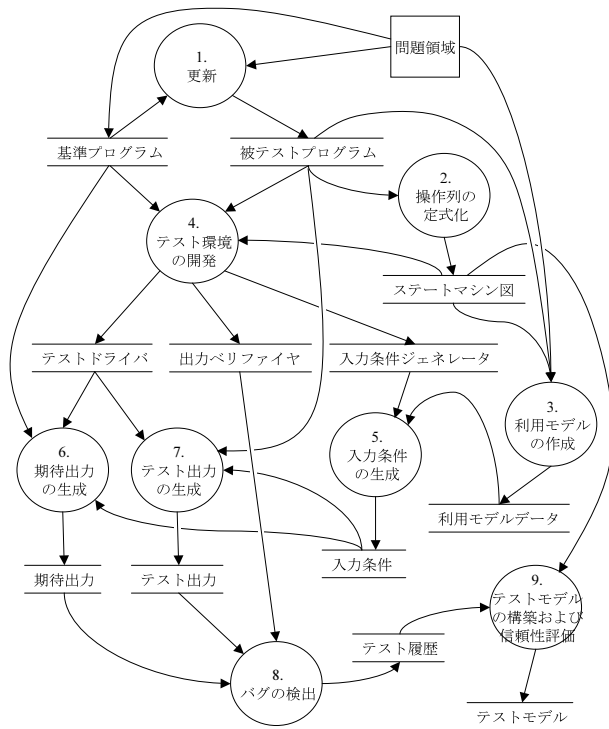 1.
更新
問題領域
基準プログラム
被テストプログラム
2.
操作列の
定式化
4.
テスト環境
の開発
ステートマシン図
テストドライバ
出力ベリファイヤ
入力条件ジェネレータ
3.
利用モデル
の作成
6.
期待出力
の生成
7.
テスト出力
の生成
5.
入力条件
の生成
利用モデルデータ
期待出力
テスト出力
入力条件
9.
テストモデル
の構築および
信頼性評価
テスト履歴
8.
バグの検出
テストモデル